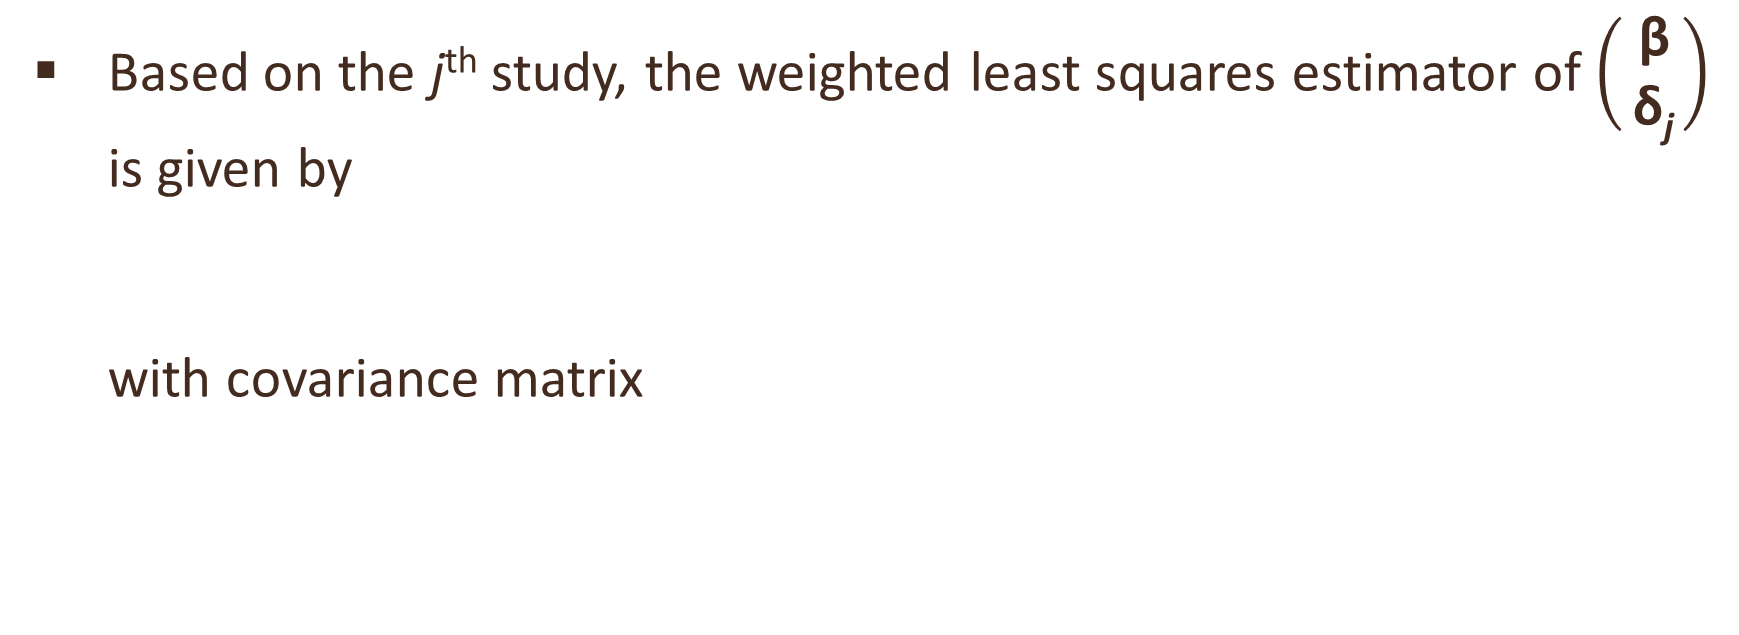 ▪ Based on the jᵗʰ study, the weighted least squares estimator of (β δⱼ)
is given by
with covariance matrix